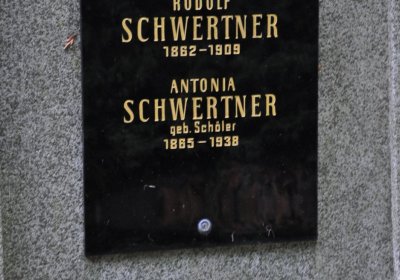 RUDOLF
SCHWERTNER
1862-1909
ANTONIA
SCHWERTNER
geb. Schöler
1865-1938